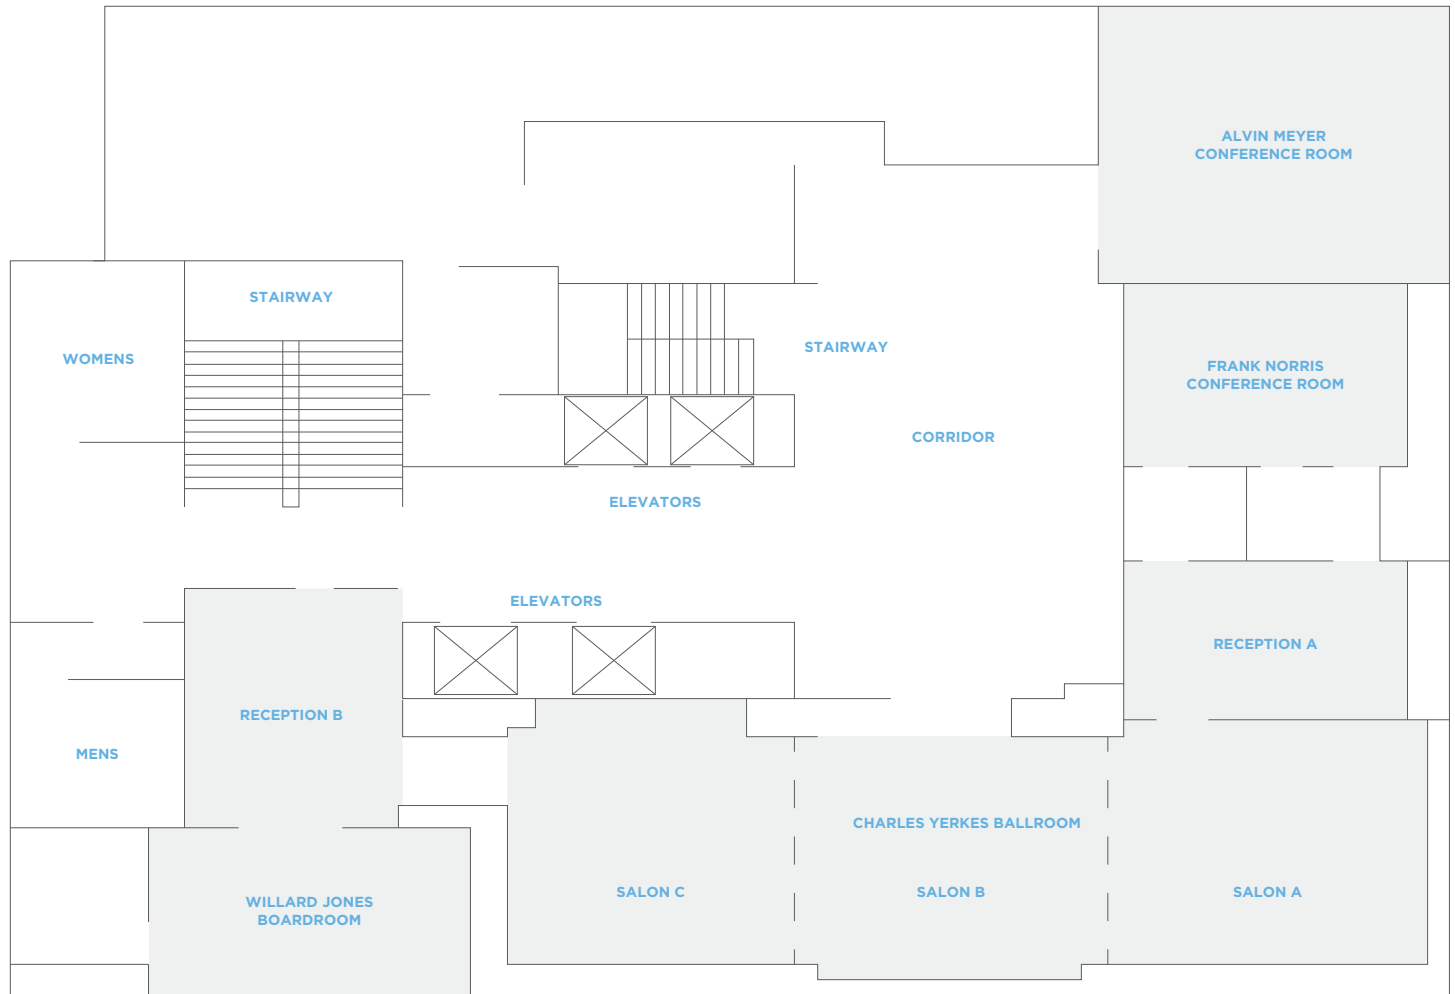 ALVIN MEYER
CONFERENCE ROOM
STAIRWAY
WOMENS
STAIRWAY
FRANK NORRIS
CONFERENCE ROOM
CORRIDOR
ELEVATORS
ELEVATORS
RECEPTION A
RECEPTION B
MENS
CHARLES YERKES BALLROOM
WILLARD JONES
BOARDROOM
SALON C
SALON B
SALON A